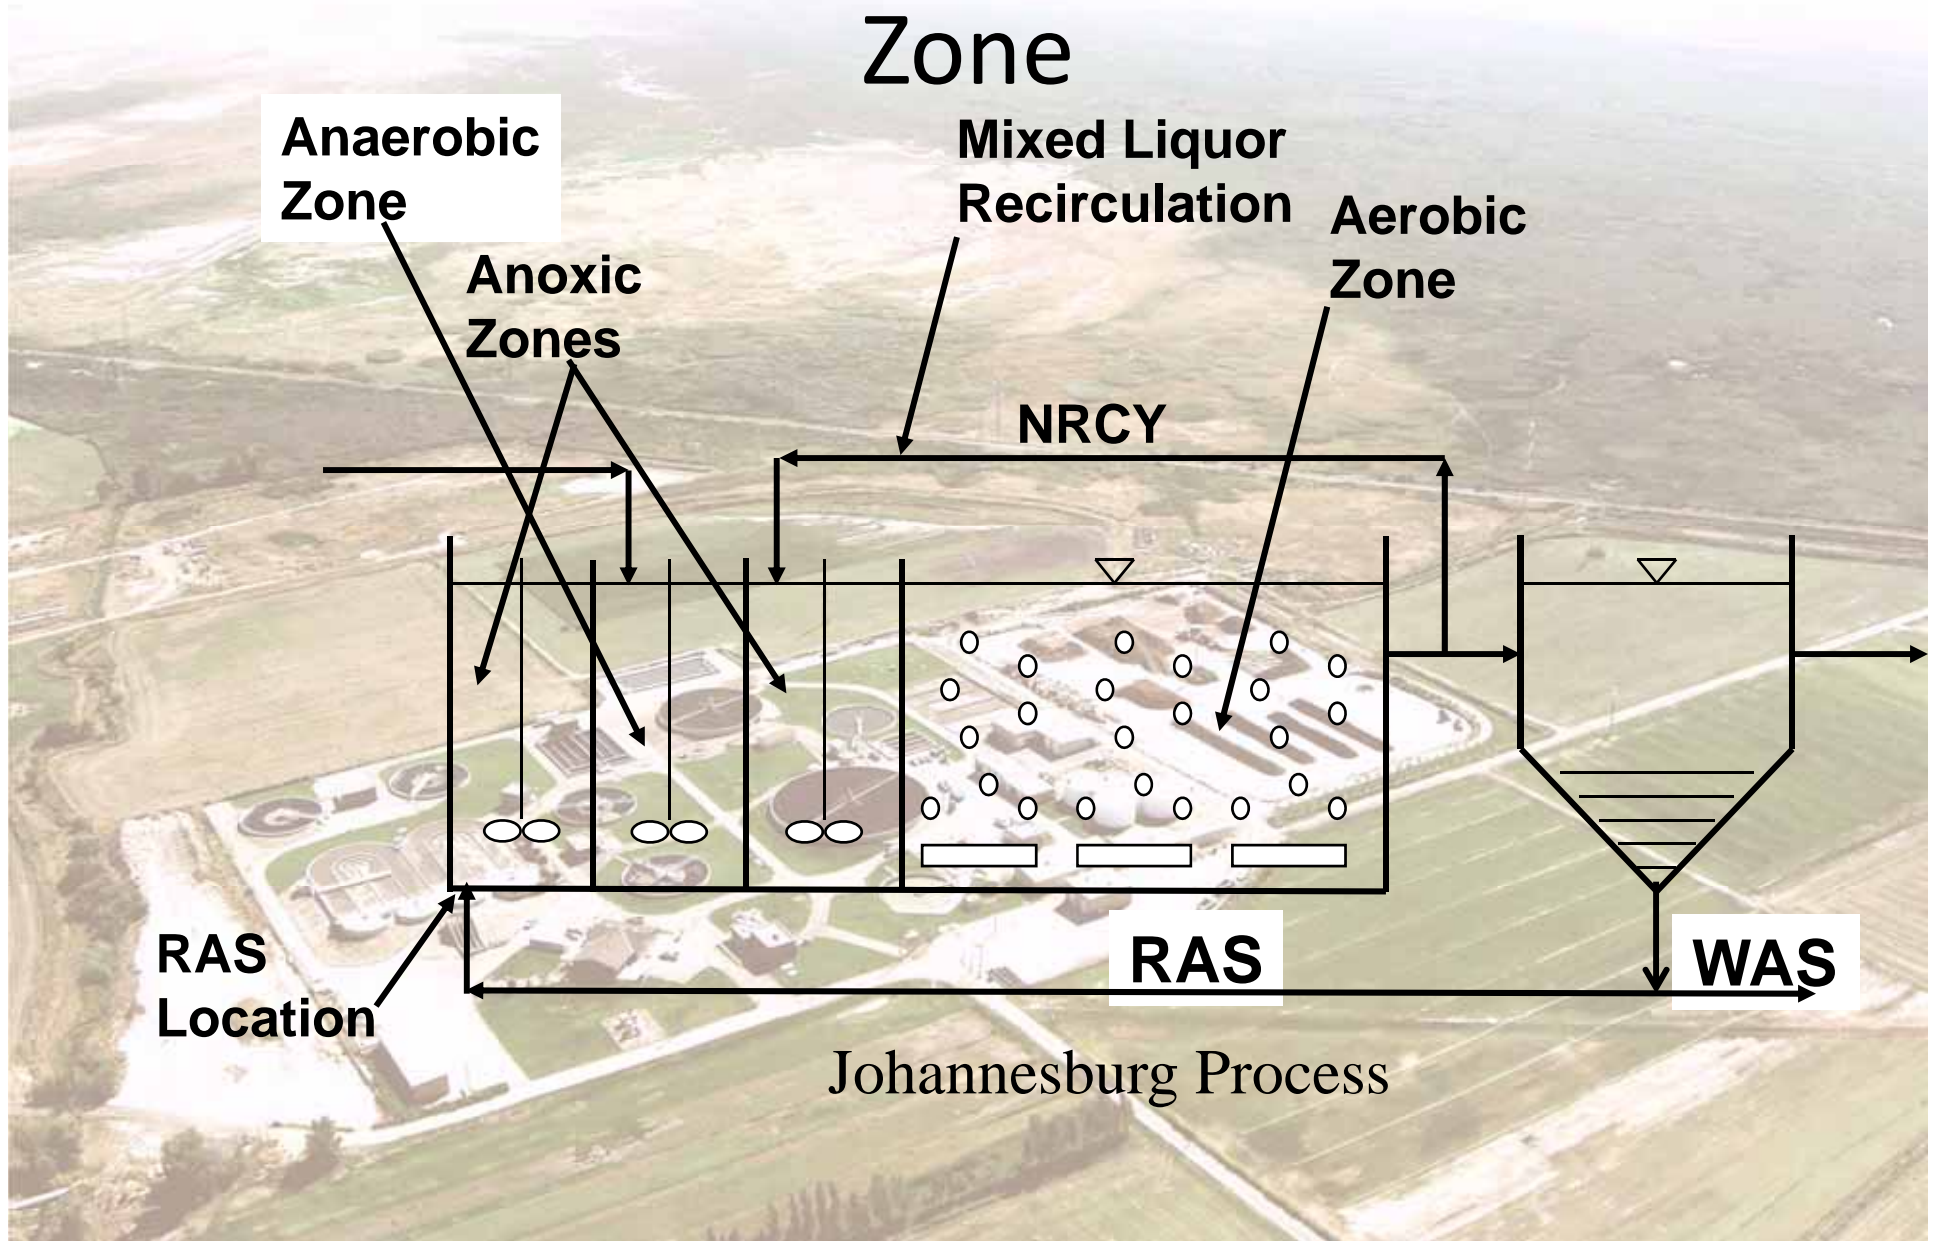 Zone
Anaerobic
Zone
Mixed Liquor
Recirculation
Aerobic
Zone
Anoxic
Zones
NRCY
RAS
Location
RAS
WAS
Johannesburg Process